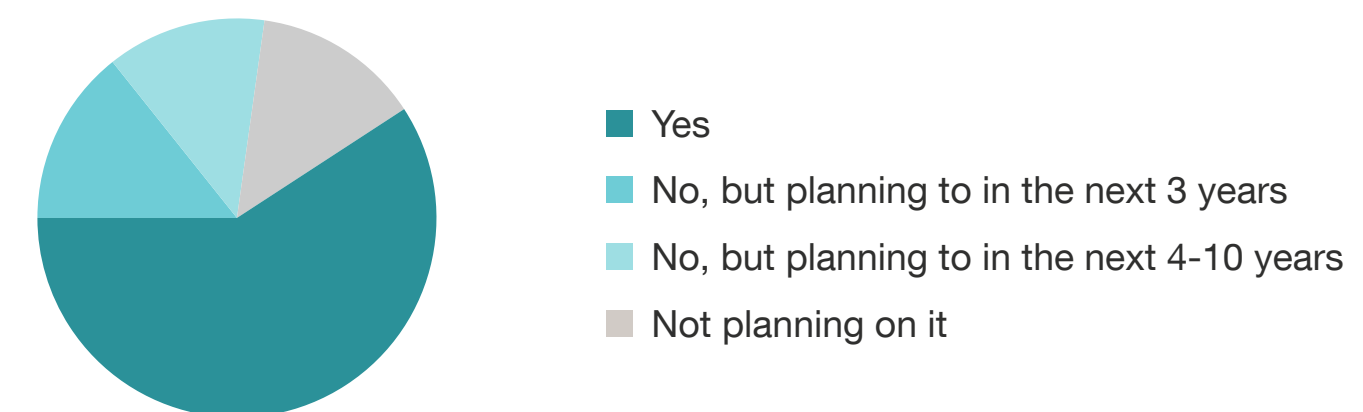 Yes
No, but planning to in the next 3 years
No, but planning to in the next 4-10 years
Not planning on it